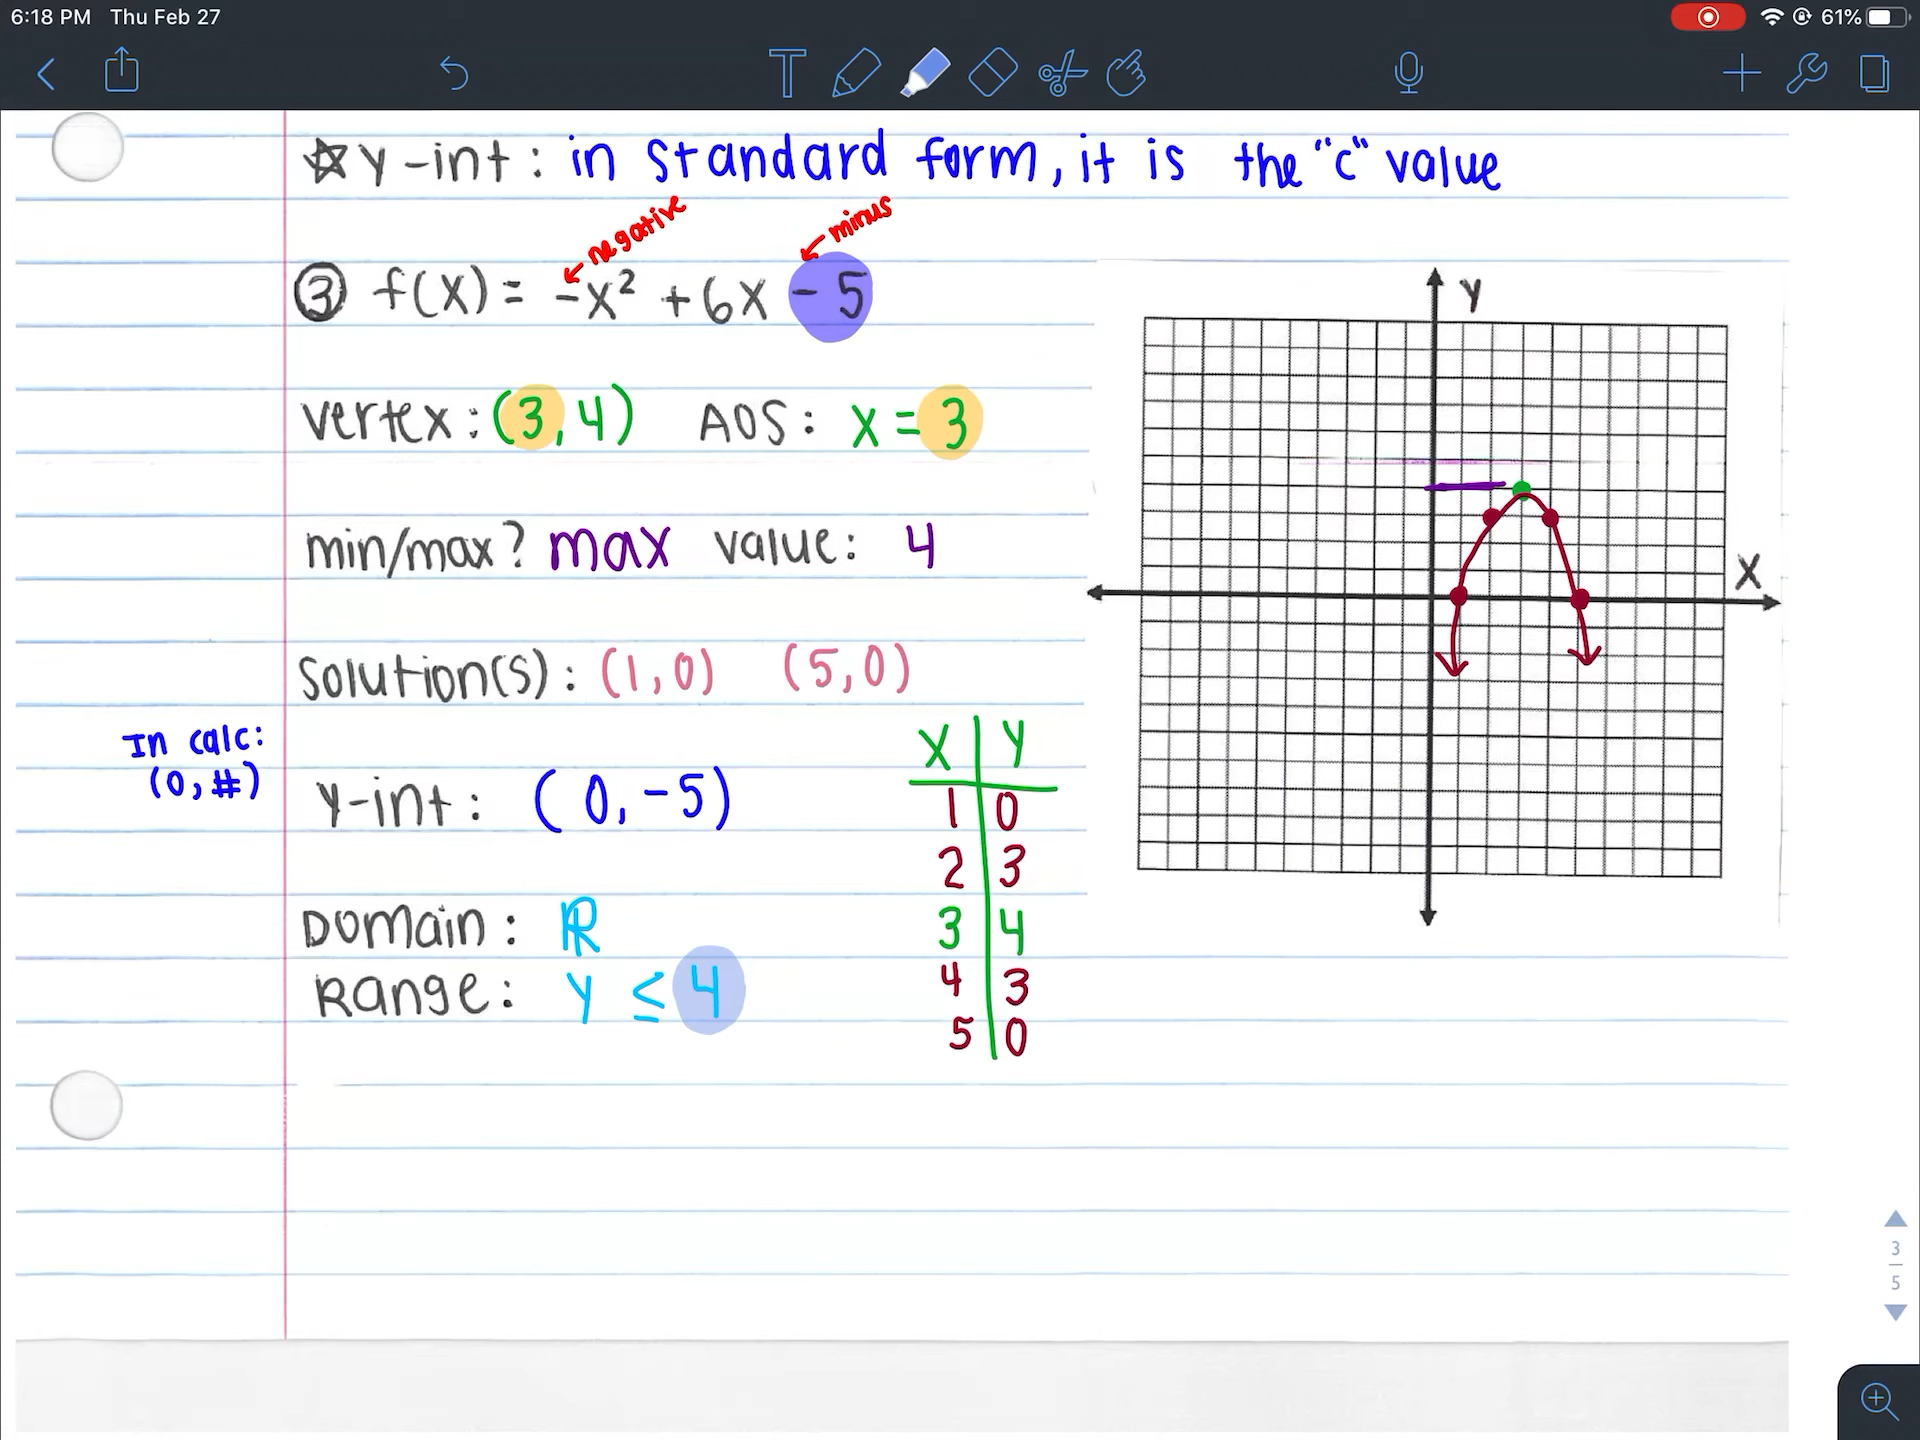 6:18 PM Thu Feb 27
61%
T
☆ y-int: in standard form, it is the "c" value
negative
minus
③ f(x) = -x² + 6x - 5
vertex: (3, 4) AOS: x = 3
min/max? max value: 4
solution(s): (1, 0) (5, 0)
In calc:
(0, #)
y-int: (0, -5)
Domain: ℝ
Range: y ≤ 4
X Y
1 0
2 3
3 4
4 3
5 0
Y
X
3
5